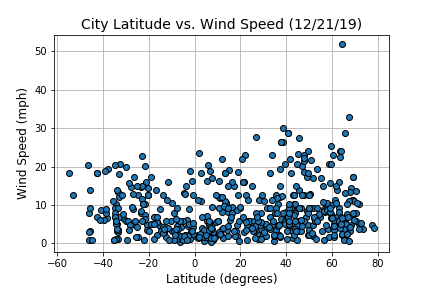 City Latitude vs. Wind Speed (12/21/19)
50
40
30
20
10
0
Wind Speed (mph)
−60 −40 −20 0 20 40 60 80
Latitude (degrees)